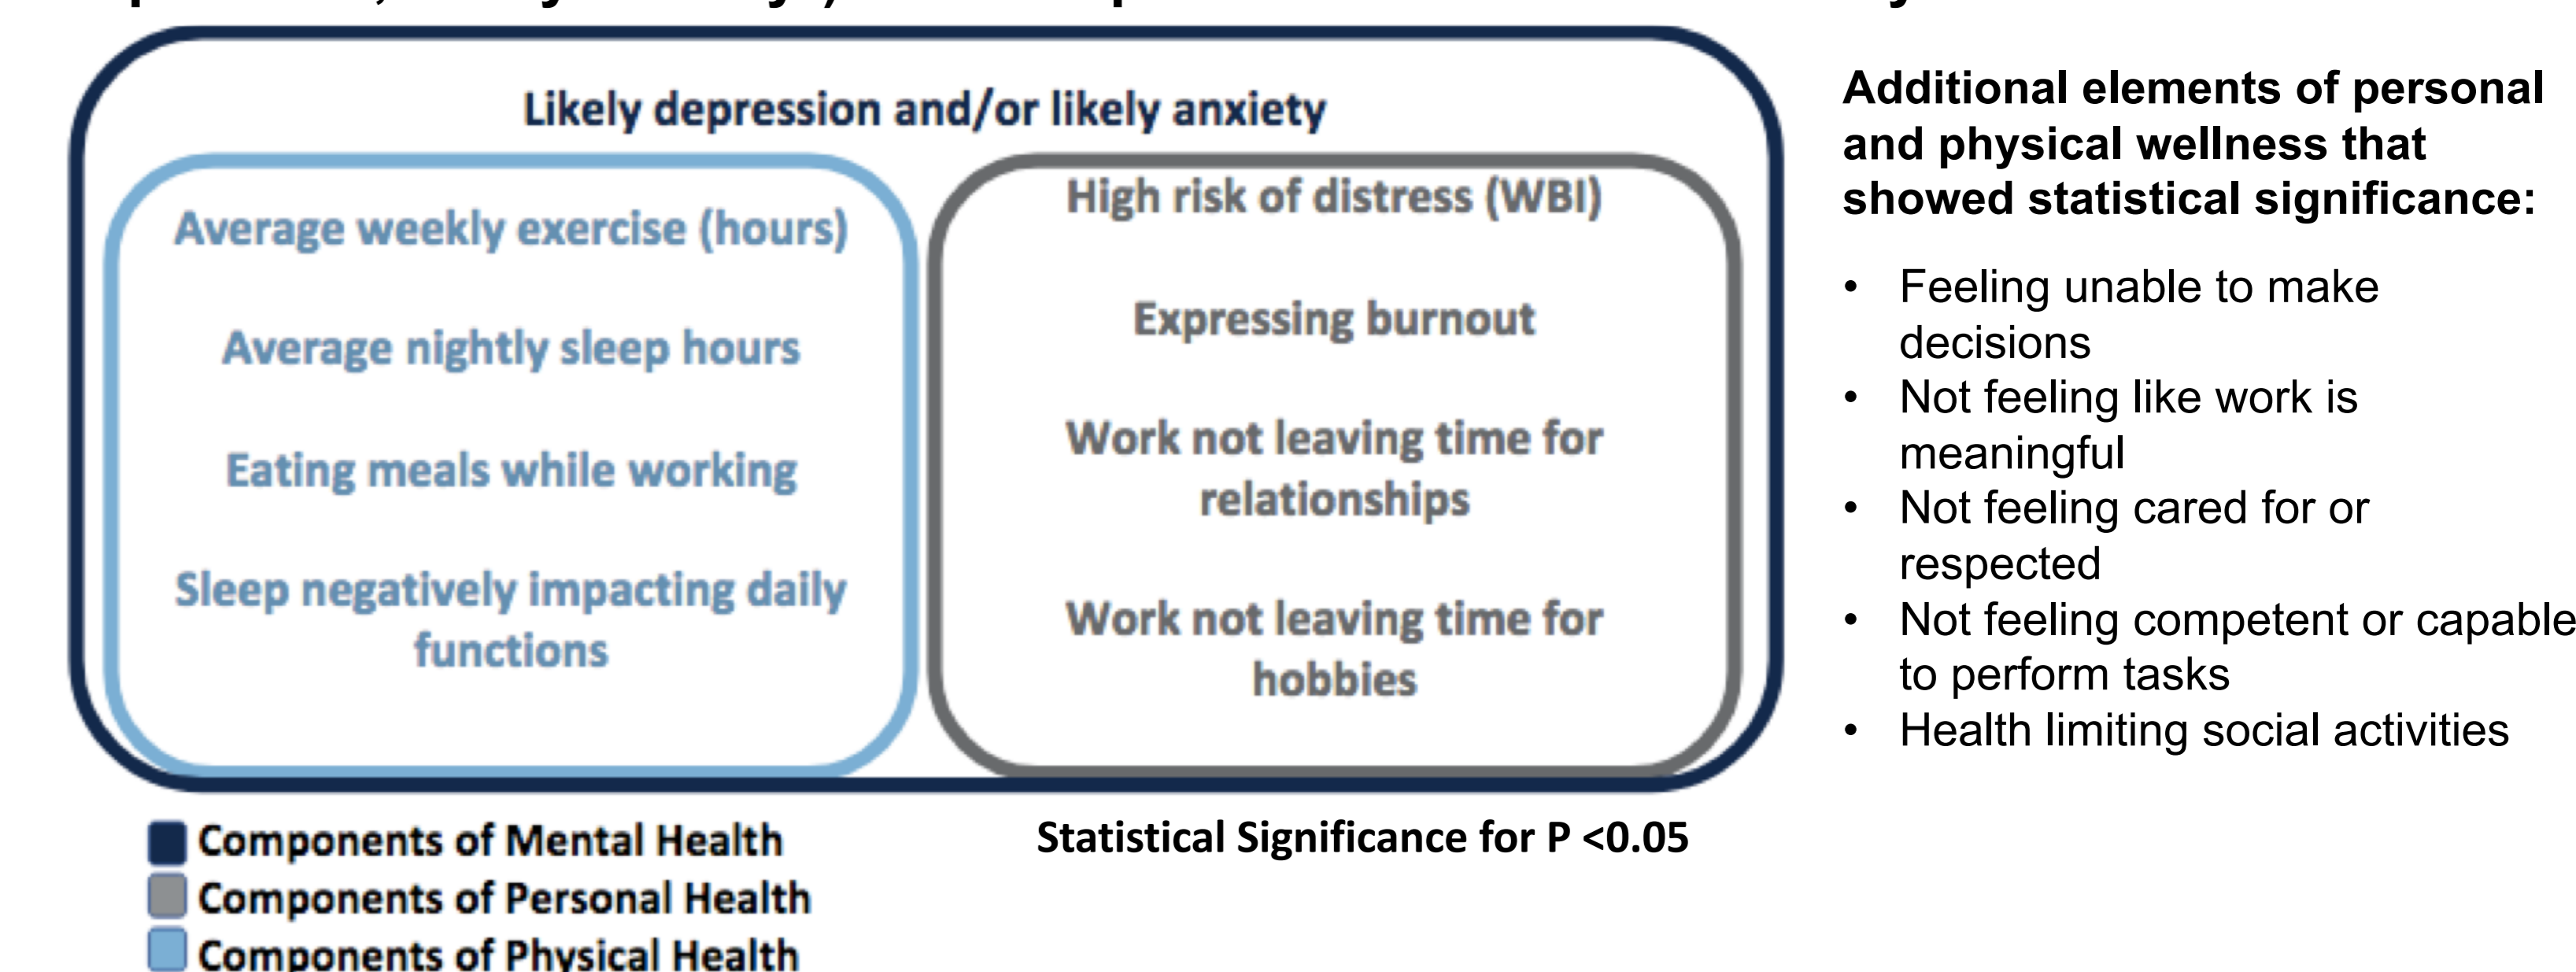 Likely depression and/or likely anxiety
Average weekly exercise (hours)
Average nightly sleep hours
Eating meals while working
Sleep negatively impacting daily
functions
High risk of distress (WBI)
Expressing burnout
Work not leaving time for
relationships
Work not leaving time for
hobbies
Components of Mental Health
Components of Personal Health
Components of Physical Health
Statistical Significance for P <0.05
Additional elements of personal
and physical wellness that
showed statistical significance:
• Feeling unable to make
decisions
• Not feeling like work is
meaningful
• Not feeling cared for or
respected
• Not feeling competent or capable
to perform tasks
• Health limiting social activities